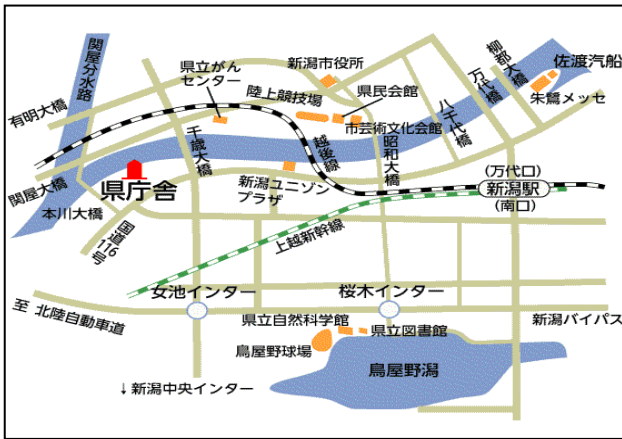 関屋分水路
有明大橋
関屋大橋
本川大橋
県庁舎
国道116号
県立がん
センター
千歳大橋
新潟市役所
陸上競技場
県民会館
市芸術文化会館
越後線
昭和大橋
新潟ユニゾン
プラザ
八千代橋
万代橋
柳都大橋
佐渡汽船
朱鷺メッセ
(万代口)
新潟駅
(南口)
上越新幹線
女池インター
桜木インター
至 北陸自動車道
新潟バイパス
県立自然科学館
県立図書館
鳥屋野球場
鳥屋野潟
↓新潟中央インター